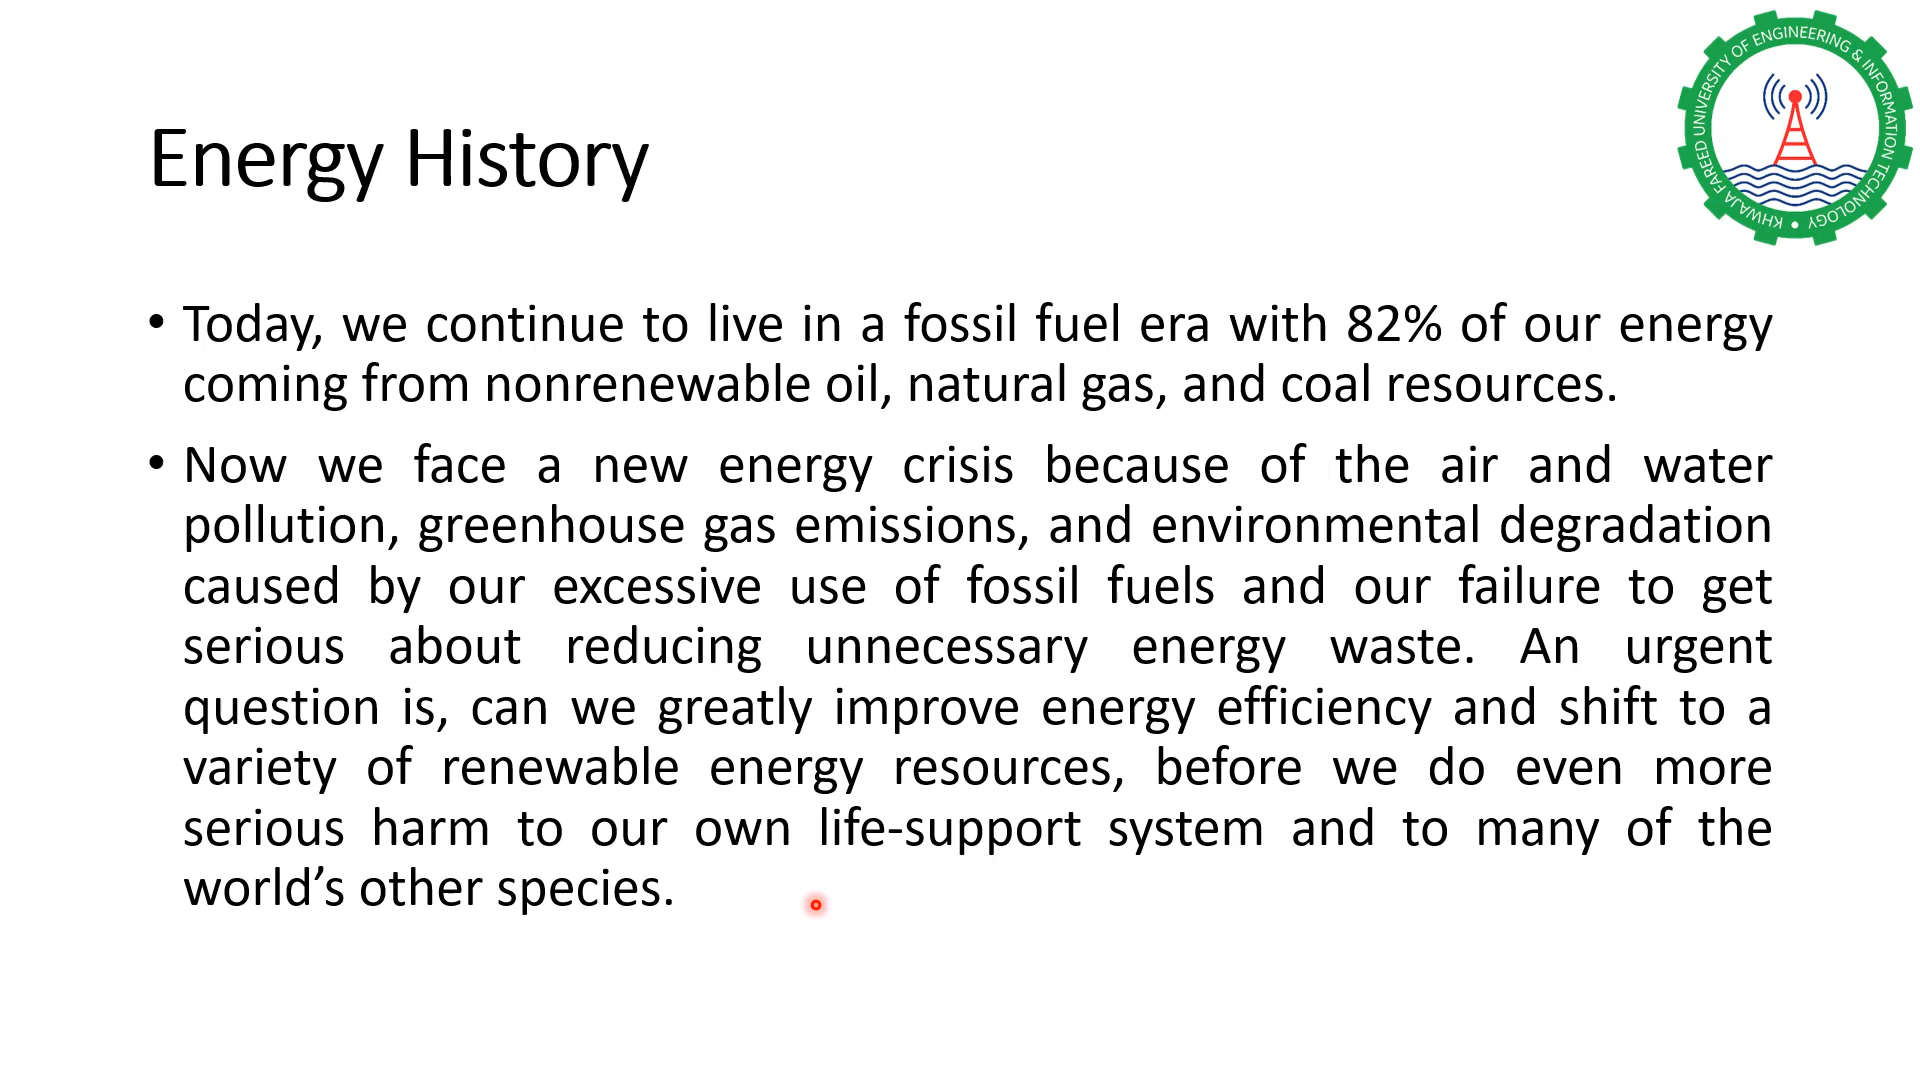 KHWAJA FAREED UNIVERSITY OF ENGINEERING & INFORMATION TECHNOLOGY •
Energy History
• Today, we continue to live in a fossil fuel era with 82% of our energy
coming from nonrenewable oil, natural gas, and coal resources.
• Now we face a new energy crisis because of the air and water
pollution, greenhouse gas emissions, and environmental degradation
caused by our excessive use of fossil fuels and our failure to get
serious about reducing unnecessary energy waste. An urgent
question is, can we greatly improve energy efficiency and shift to a
variety of renewable energy resources, before we do even more
serious harm to our own life-support system and to many of the
world’s other species.